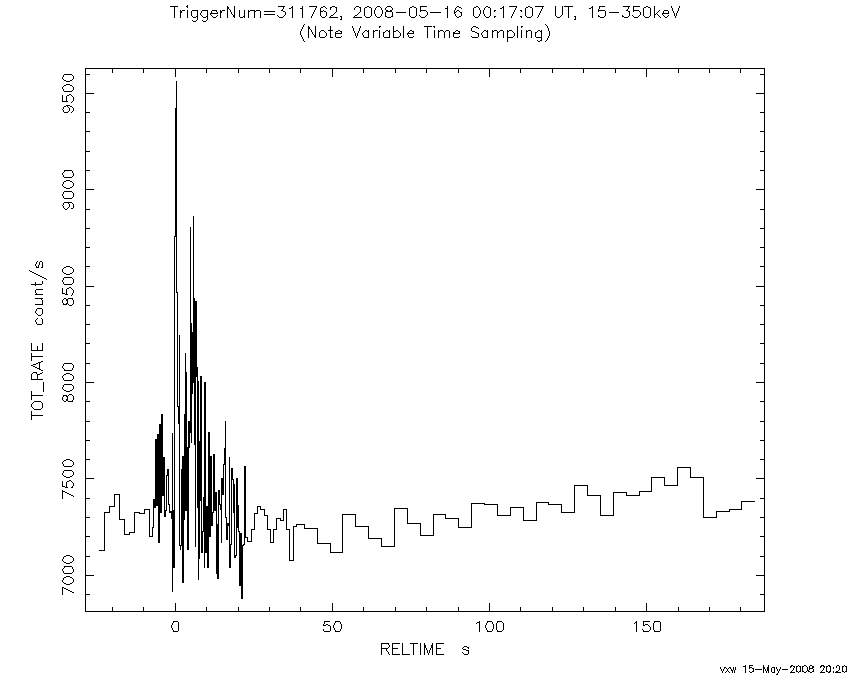 TriggerNum=311762, 2008-05-16 00:17:07 UT, 15-350keV
(Note Variable Time Sampling)
9500
9000
8500
8000
7500
7000
TOT_RATE count/s
0 50 100 150
RELTIME s
vxw 15-May-2008 20:20